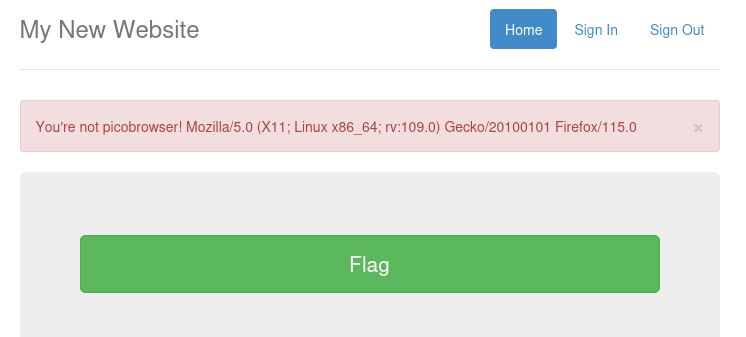 My New Website
Home Sign In Sign Out
You're not picobrowser! Mozilla/5.0 (X11; Linux x86_64; rv:109.0) Gecko/20100101 Firefox/115.0 ×
Flag